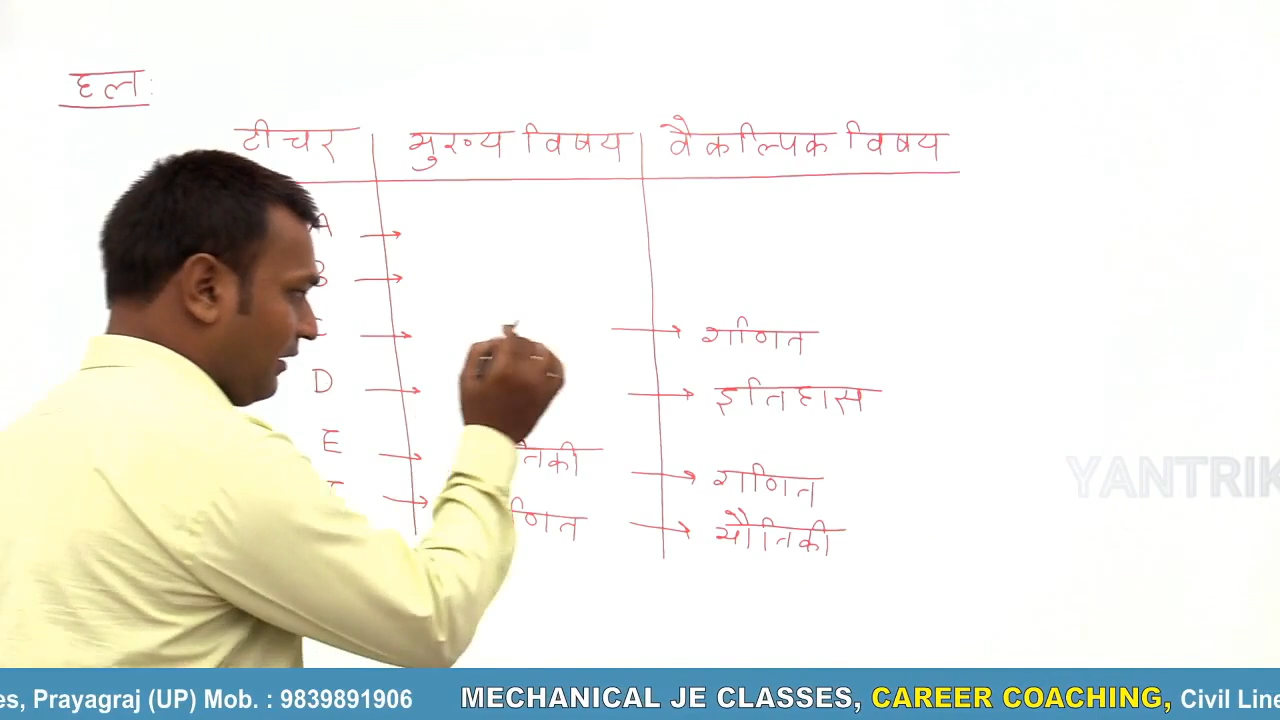 हल:
टीचर मुख्य विषय वैकल्पिक विषय
A
B
गणित
D इतिहास
E गणित
भौतिकी
YANTRIK
Prayagraj (UP) Mob. : 9839891906 MECHANICAL JE CLASSES, CAREER COACHING, Civil Line